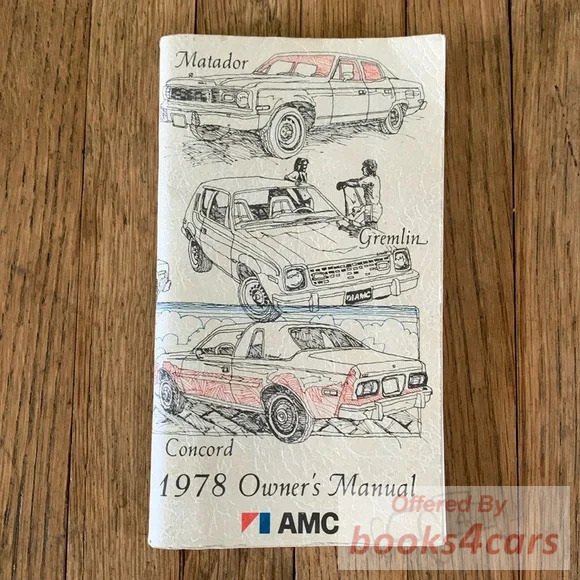 Matador
Gremlin
AMC
Concord
1978 Owner's Manual
AMC
Offered By
books4cars